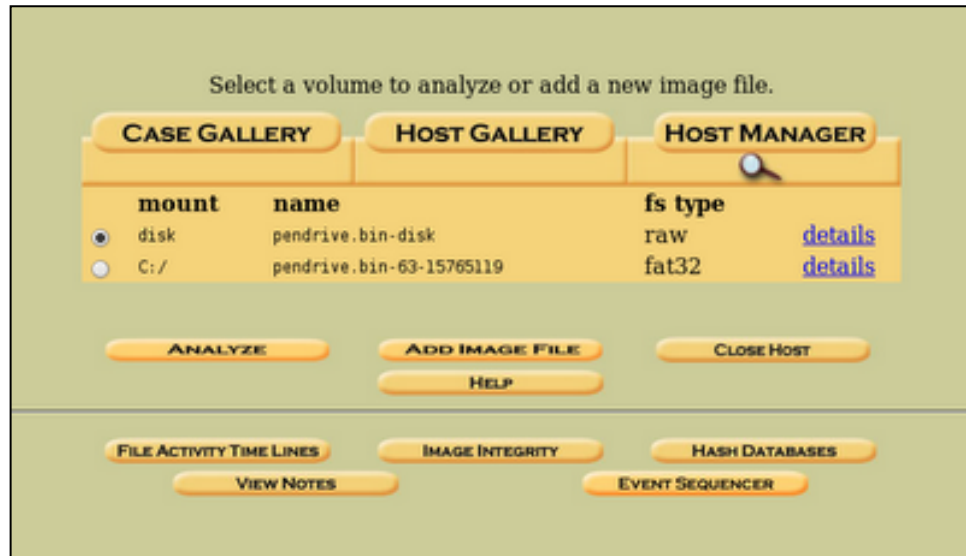 Select a volume to analyze or add a new image file.
CASE GALLERY HOST GALLERY HOST MANAGER
mount name fs type
disk pendrive.bin-disk raw details
C:/ pendrive.bin-63-15765119 fat32 details
ANALYZE ADD IMAGE FILE CLOSE HOST
HELP
FILE ACTIVITY TIME LINES IMAGE INTEGRITY HASH DATABASES
VIEW NOTES EVENT SEQUENCER